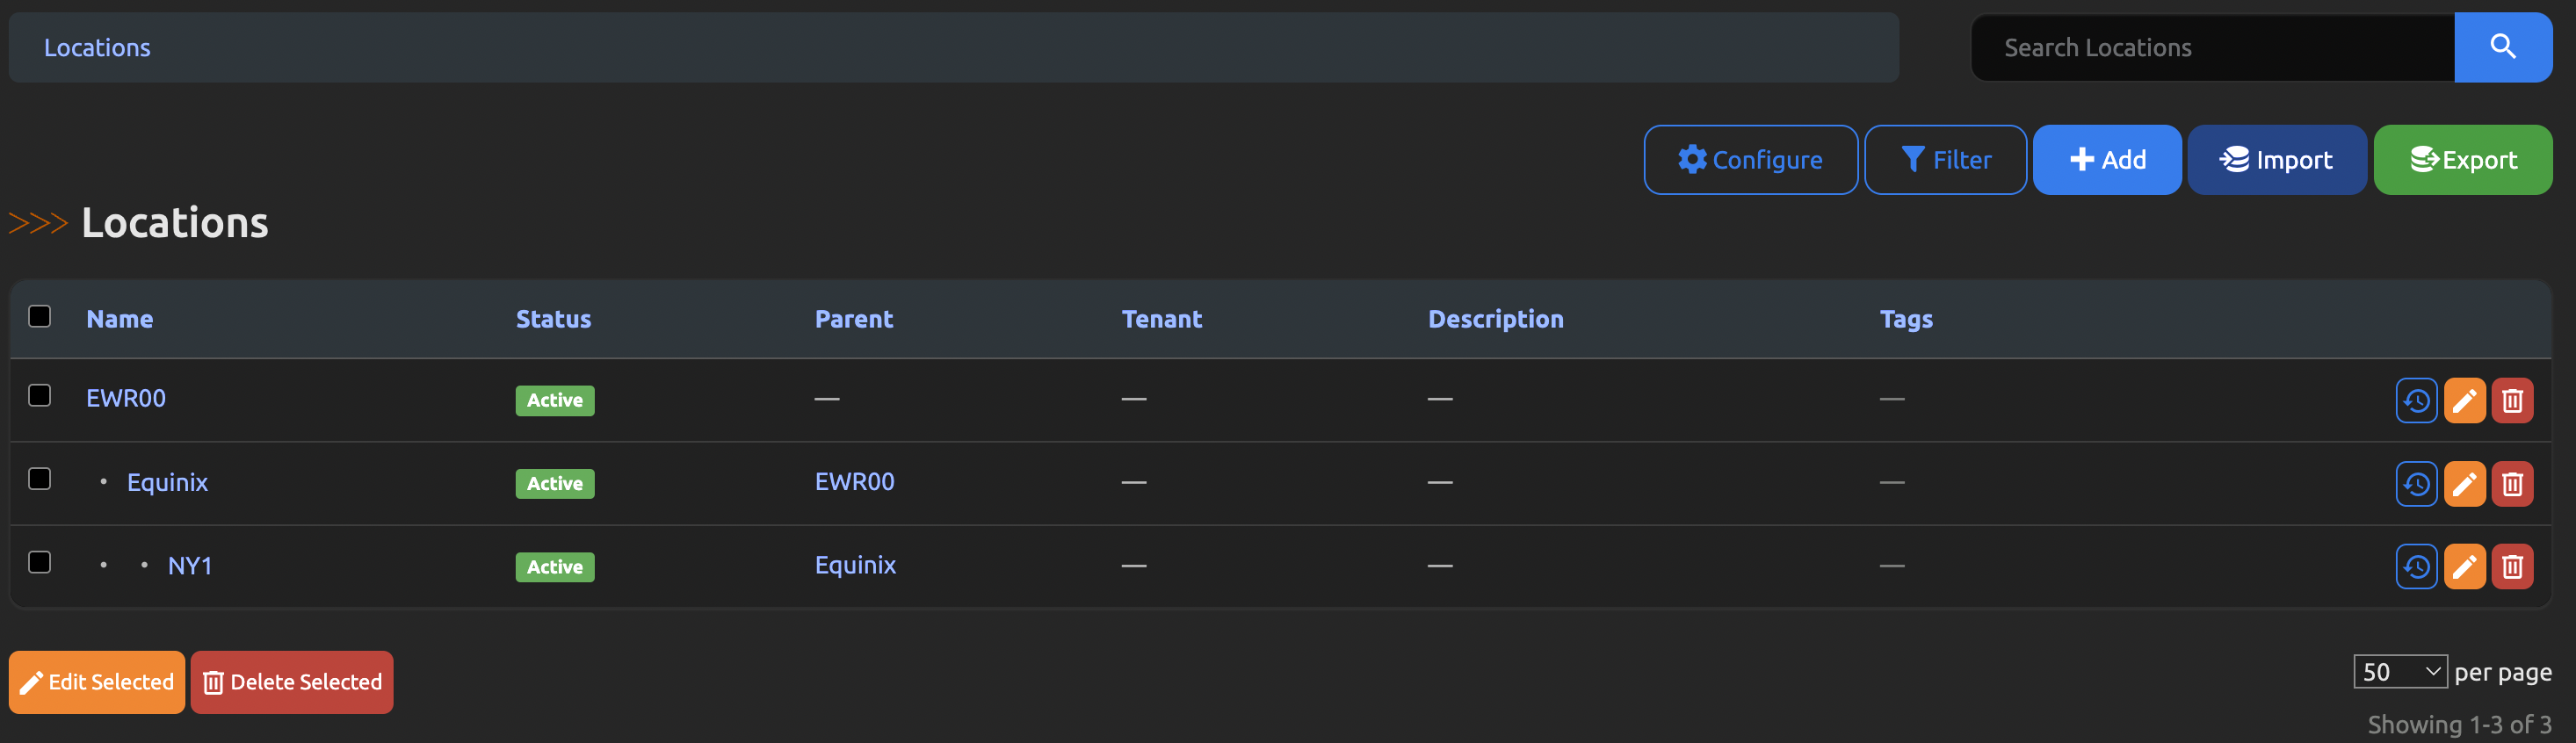 Locations
Search Locations
Configure Filter Add Import Export
>>> Locations
Name Status Parent Tenant Description Tags
EWR00 Active — — — —
• Equinix Active EWR00 — — —
• • NY1 Active Equinix — — —
Edit Selected Delete Selected
50 per page
Showing 1-3 of 3